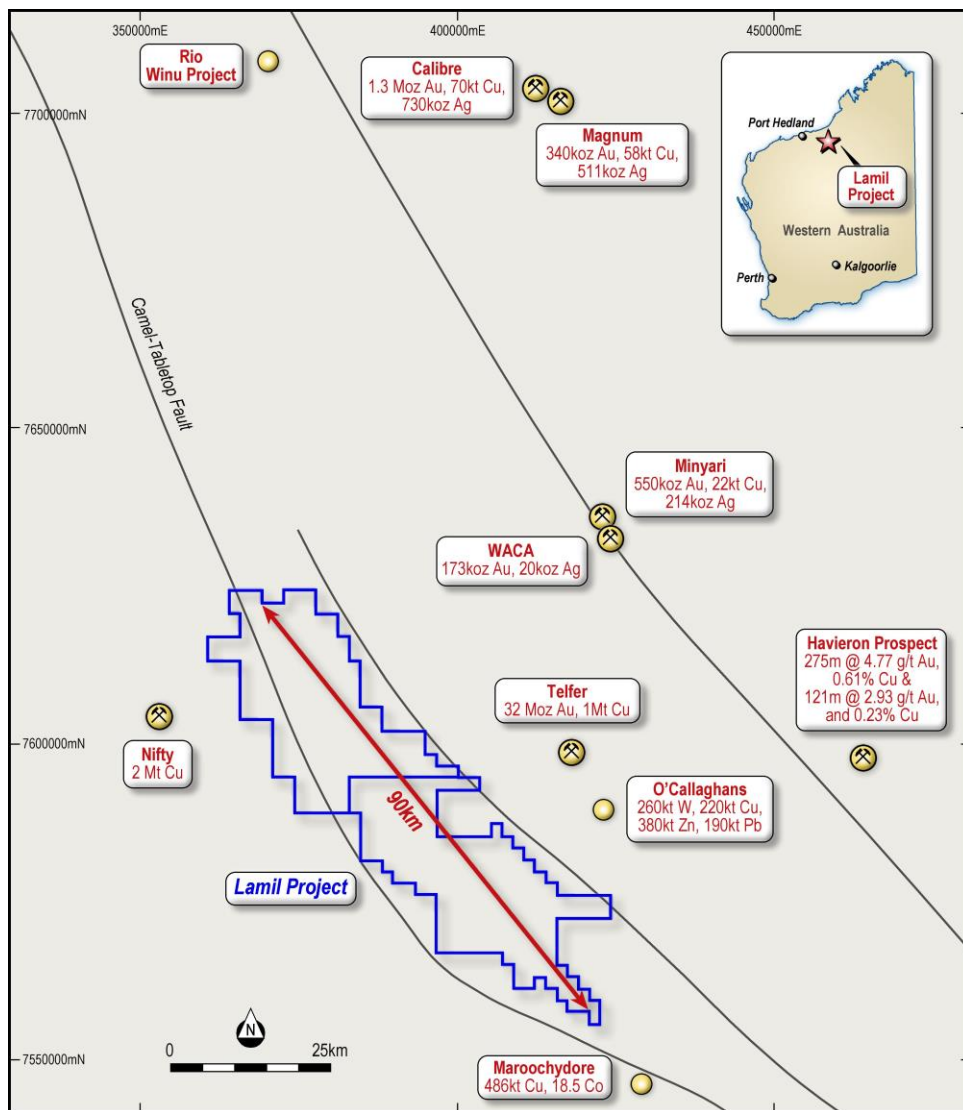 350000mE
400000mE
450000mE
Rio
Winu Project
Calibre
1.3 Moz Au, 70kt Cu,
730koz Ag
7700000mN
Magnum
340koz Au, 58kt Cu,
511koz Ag
Port Hedland
Lamil
Project
Western Australia
Perth
Kalgoorlie
Camel-Tabletop Fault
7650000mN
Minyari
550koz Au, 22kt Cu,
214koz Ag
WACA
173koz Au, 20koz Ag
Havieron Prospect
275m @ 4.77 g/t Au,
0.61% Cu &
121m @ 2.93 g/t Au,
and 0.23% Cu
Telfer
32 Moz Au, 1Mt Cu
7600000mN
Nifty
2 Mt Cu
O'Callaghans
260kt W, 220kt Cu,
380kt Zn, 190kt Pb
90km
Lamil Project
N
0
25km
7550000mN
Maroochydore
486kt Cu, 18.5 Co